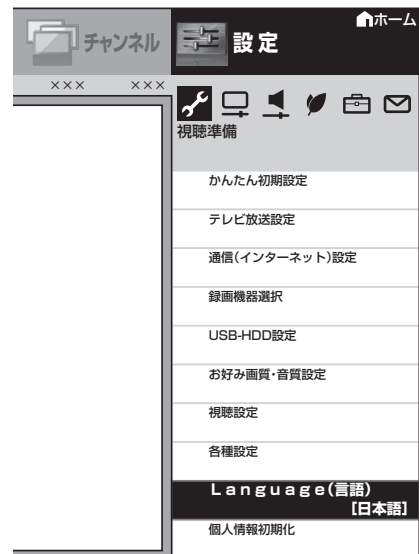 チャンネル
設定
ホーム
××× ×××
視聴準備
かんたん初期設定
テレビ放送設定
通信(インターネット)設定
録画機器選択
USB-HDD設定
お好み画質・音質設定
視聴設定
各種設定
Language(言語)
[日本語]
個人情報初期化